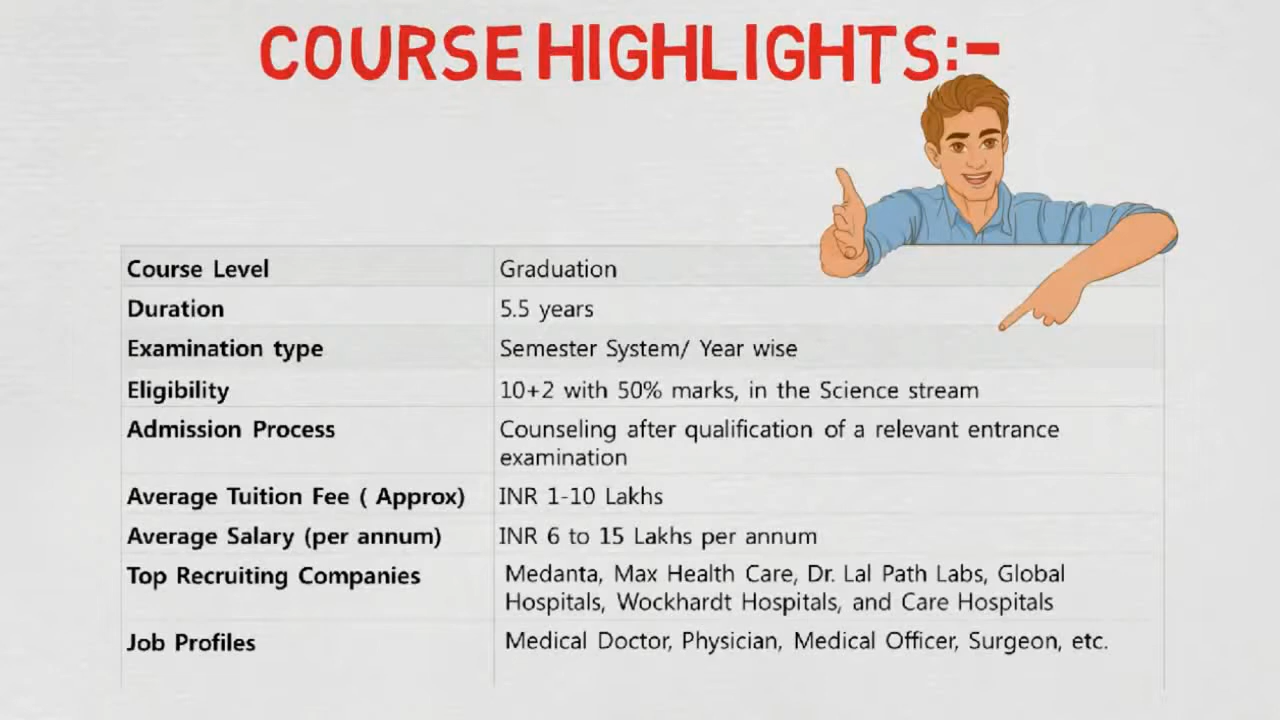 COURSE HIGHLIGHTS:-
Course Level Graduation
Duration 5.5 years
Examination type Semester System/ Year wise
Eligibility 10+2 with 50% marks, in the Science stream
Admission Process Counseling after qualification of a relevant entrance
examination
Average Tuition Fee ( Approx) INR 1-10 Lakhs
Average Salary (per annum) INR 6 to 15 Lakhs per annum
Top Recruiting Companies Medanta, Max Health Care, Dr. Lal Path Labs, Global
Hospitals, Wockhardt Hospitals, and Care Hospitals
Job Profiles Medical Doctor, Physician, Medical Officer, Surgeon, etc.